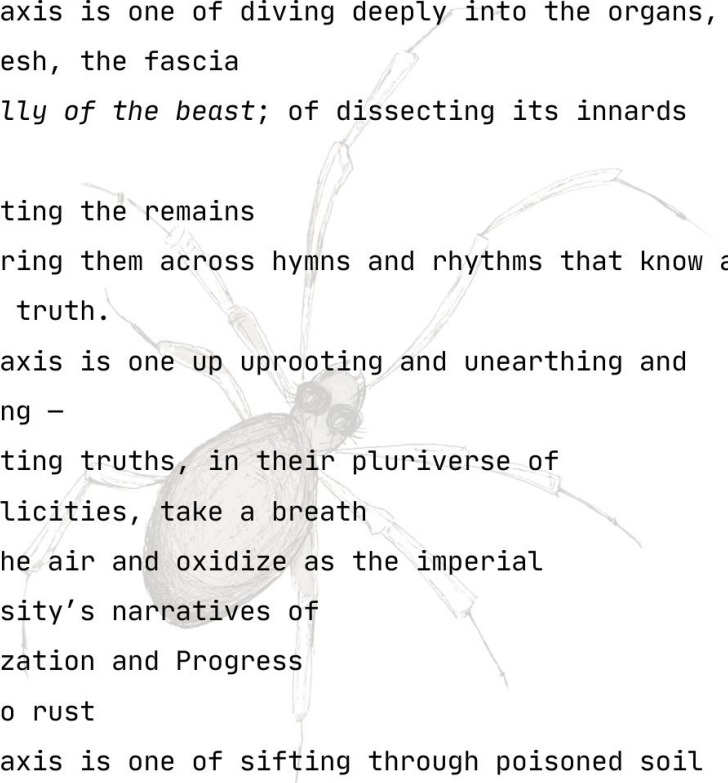 axis is one of diving deeply into the organs,
esh, the fascia
lly of the beast; of dissecting its innards
ting the remains
ring them across hymns and rhythms that know a
truth.
axis is one up uprooting and unearthing and
ng —
ting truths, in their pluriverse of
licities, take a breath
he air and oxidize as the imperial
sity’s narratives of
zation and Progress
o rust
axis is one of sifting through poisoned soil